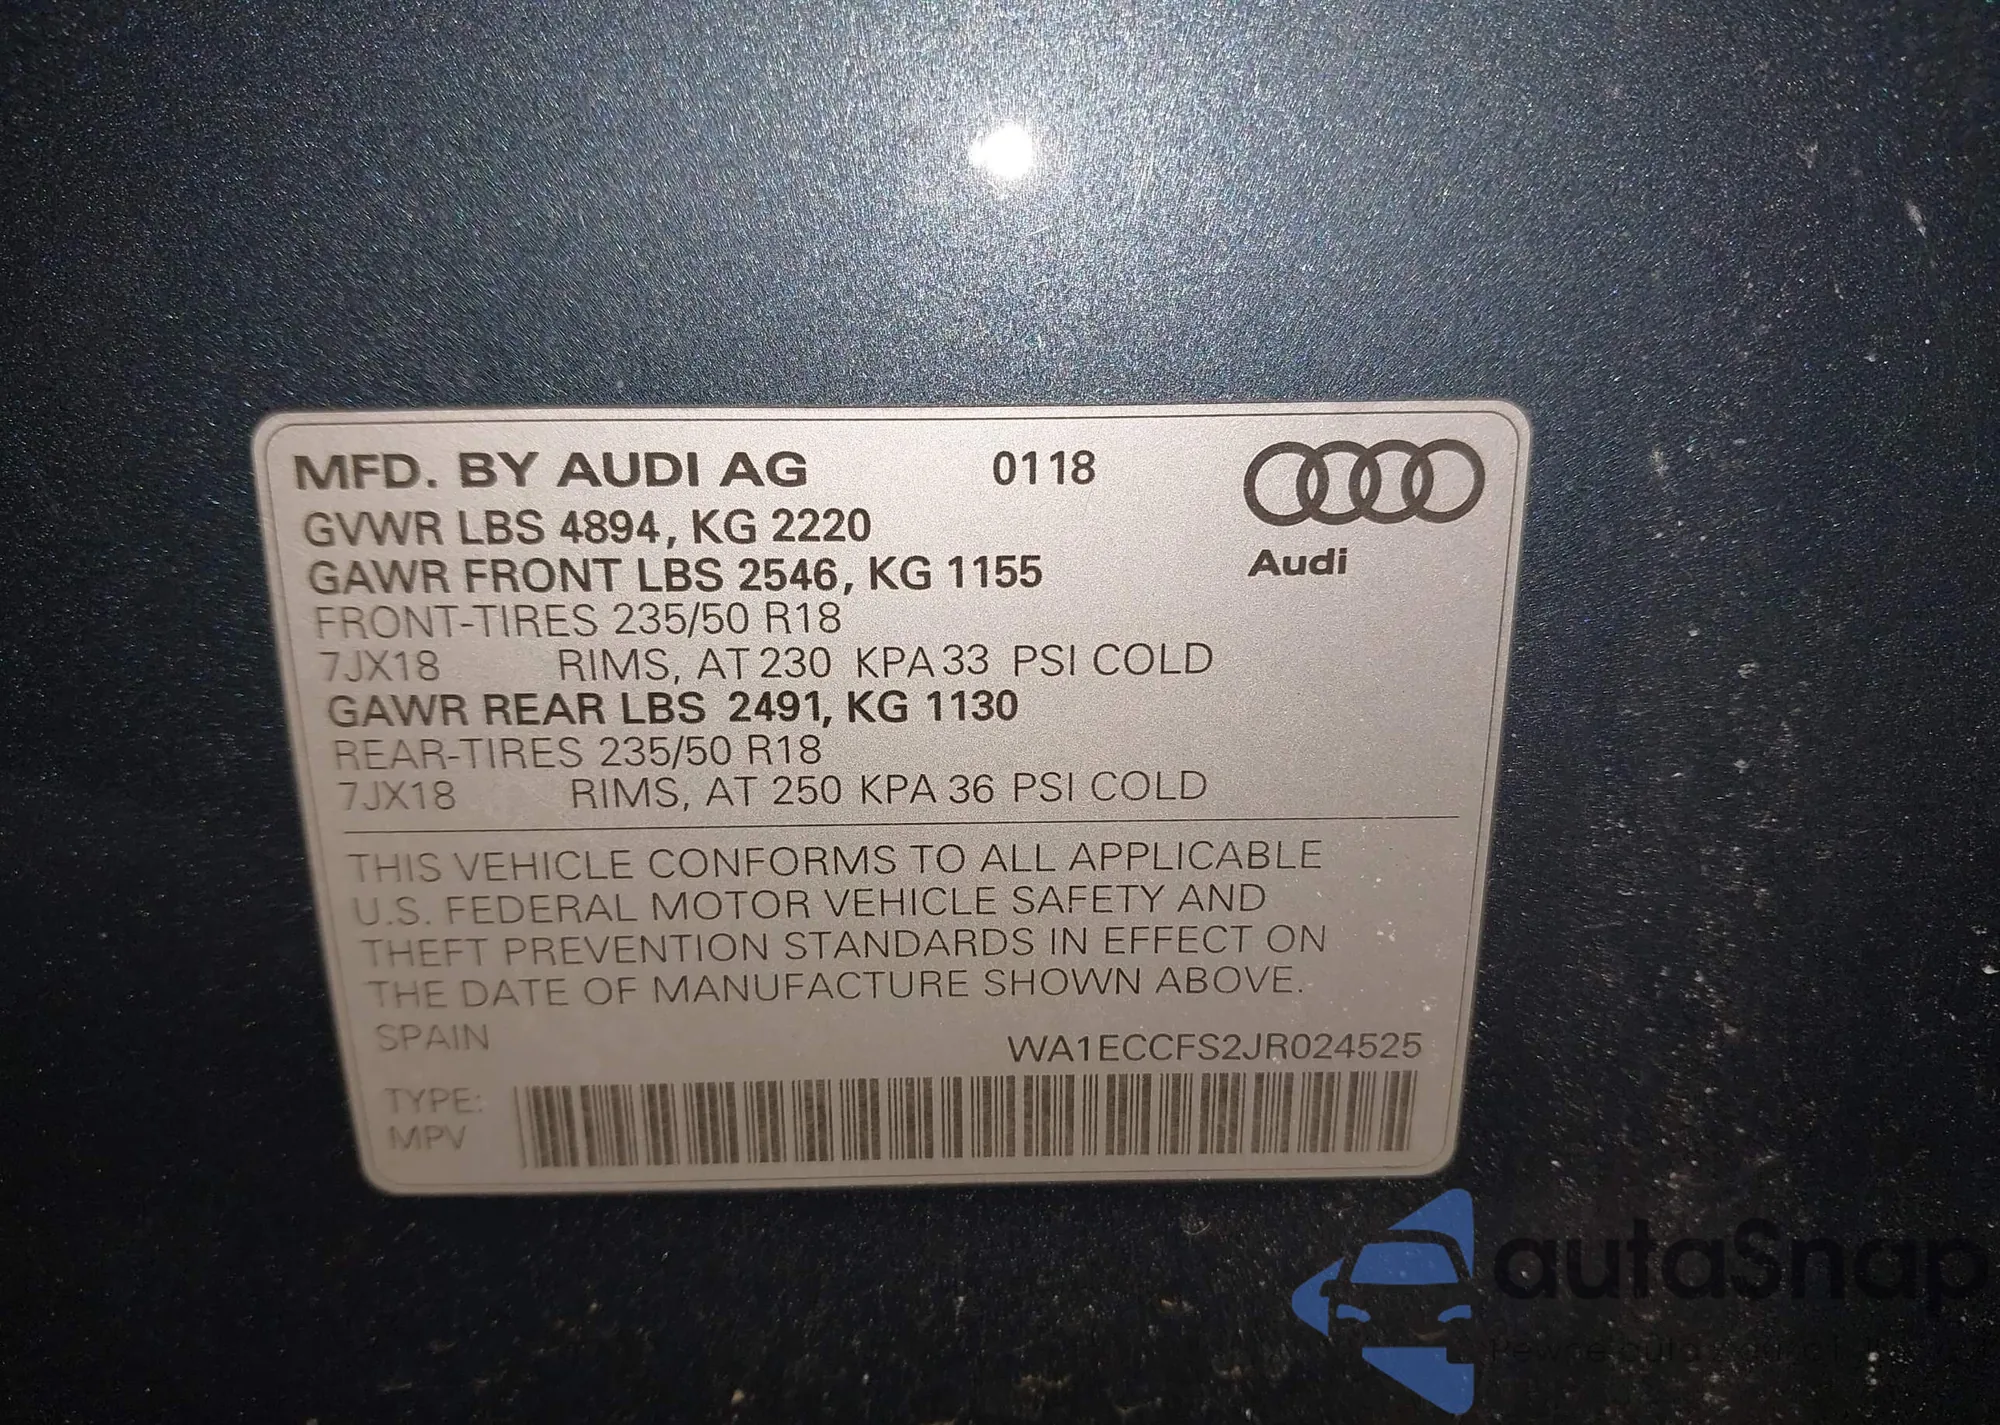 MFD. BY AUDI AG 0118
GVWR LBS 4894, KG 2220
Audi
GAWR FRONT LBS 2546, KG 1155
FRONT-TIRES 235/50 R18
7JX18 RIMS, AT 230 KPA 33 PSI COLD
GAWR REAR LBS 2491, KG 1130
REAR-TIRES 235/50 R18
7JX18 RIMS, AT 250 KPA 36 PSI COLD
THIS VEHICLE CONFORMS TO ALL APPLICABLE
U.S. FEDERAL MOTOR VEHICLE SAFETY AND
THEFT PREVENTION STANDARDS IN EFFECT ON
THE DATE OF MANUFACTURE SHOWN ABOVE.
SPAIN WA1ECCFS2JR024525
TYPE:
MPV
autaSnap
Pewne auta